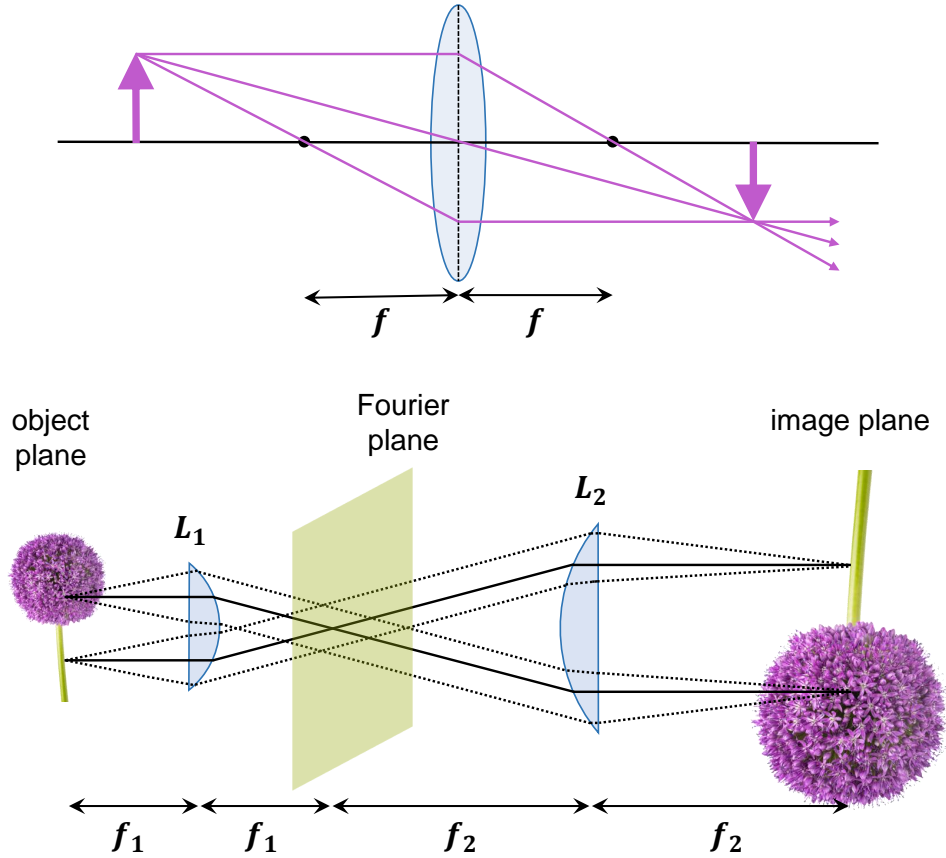 f f
object
plane
Fourier
plane
image plane
L₁
L₂
f₁ f₁ f₂ f₂